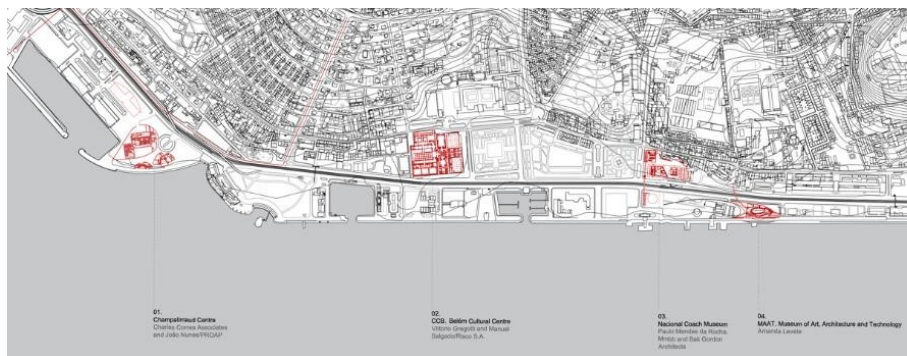 01.
Champalimaud Centre
Charles Correa Associates
and João Nunes/PROAP
02.
CCB. Belém Cultural Centre
Vittorio Gregotti and Manuel
Salgado/Risco S.A.
03.
Nacional Coach Museum
Paulo Mendes da Rocha,
Mmbb and Bak Gordon
Architects
04.
MAAT. Museum of Art, Architecture and Technology
Amanda Levete